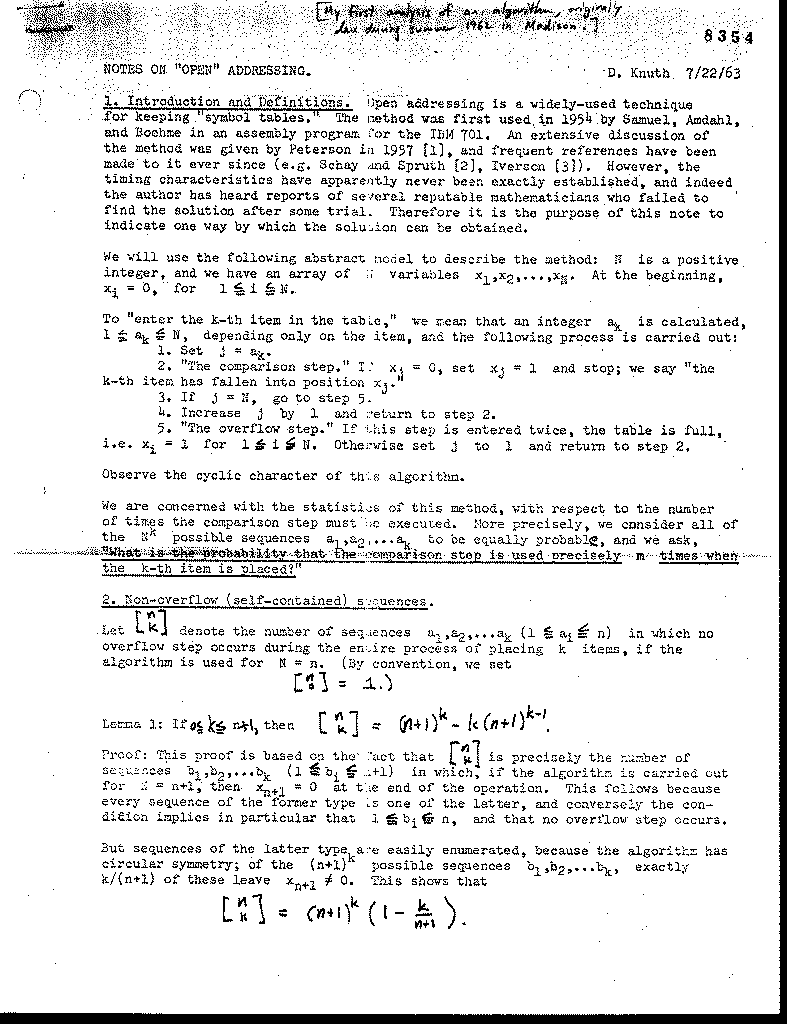 [My first analysis of an algorithm, originally
done during summer 1962 in Madison.]
8354
NOTES ON "OPEN" ADDRESSING.
D. Knuth 7/22/63
1. Introduction and Definitions. Open addressing is a widely-used technique
for keeping "symbol tables." The method was first used in 1954 by Samuel, Amdahl,
and Boehme in an assembly program for the IBM 701. An extensive discussion of
the method was given by Peterson in 1957 [1], and frequent references have been
made to it ever since (e.g. Schay and Spruth [2], Iverson [3]). However, the
timing characteristics have apparently never been exactly established, and indeed
the author has heard reports of several reputable mathematicians who failed to
find the solution after some trial. Therefore it is the purpose of this note to
indicate one way by which the solution can be obtained.
We will use the following abstract model to describe the method: N is a positive
integer, and we have an array of N variables x₁,x₂,...,x_N. At the beginning,
xᵢ = 0, for 1 ≦ i ≦ N.
To "enter the k-th item in the table," we mean that an integer aₖ is calculated,
1 ≦ aₖ ≦ N, depending only on the item, and the following process is carried out:
1. Set j = aₖ.
2. "The comparison step." If xⱼ = 0, set xⱼ = 1 and stop; we say "the
k-th item has fallen into position xⱼ."
3. If j = N, go to step 5.
4. Increase j by 1 and return to step 2.
5. "The overflow step." If this step is entered twice, the table is full,
i.e. xᵢ = 1 for 1 ≦ i ≦ N. Otherwise set j to 1 and return to step 2.
Observe the cyclic character of this algorithm.
We are concerned with the statistics of this method, with respect to the number
of times the comparison step must be executed. More precisely, we consider all of
the Nᵏ possible sequences a₁,a₂,...aₖ to be equally probable, and we ask,
"What is the probability that the comparison step is used precisely m times when
the k-th item is placed?"
2. Non-overflow (self-contained) sequences.
Let [n k] denote the number of sequences a₁,a₂,...aₖ (1 ≦ aᵢ ≦ n) in which no
overflow step occurs during the entire process of placing k items, if the
algorithm is used for N = n. (By convention, we set
[n 0] = 1.)
Lemma 1: If 0≦ k≦ n+1, then [n k] = (n+1)ᵏ - k(n+1)ᵏ⁻¹.
Proof: This proof is based on the fact that [n k] is precisely the number of
sequences b₁,b₂,...bₖ (1 ≦ bᵢ ≦ n+1) in which, if the algorithm is carried out
for N = n+1, then xₙ₊₁ = 0 at the end of the operation. This follows because
every sequence of the former type is one of the latter, and conversely the con-
dition implies in particular that 1 ≦ bᵢ ≦ n, and that no overflow step occurs.
But sequences of the latter type are easily enumerated, because the algorithm has
circular symmetry; of the (n+1)ᵏ possible sequences b₁,b₂,...bₖ, exactly
k/(n+1) of these leave xₙ₊₁ ≠ 0. This shows that
[n k] = (n+1)ᵏ (1 - k/(n+1)).